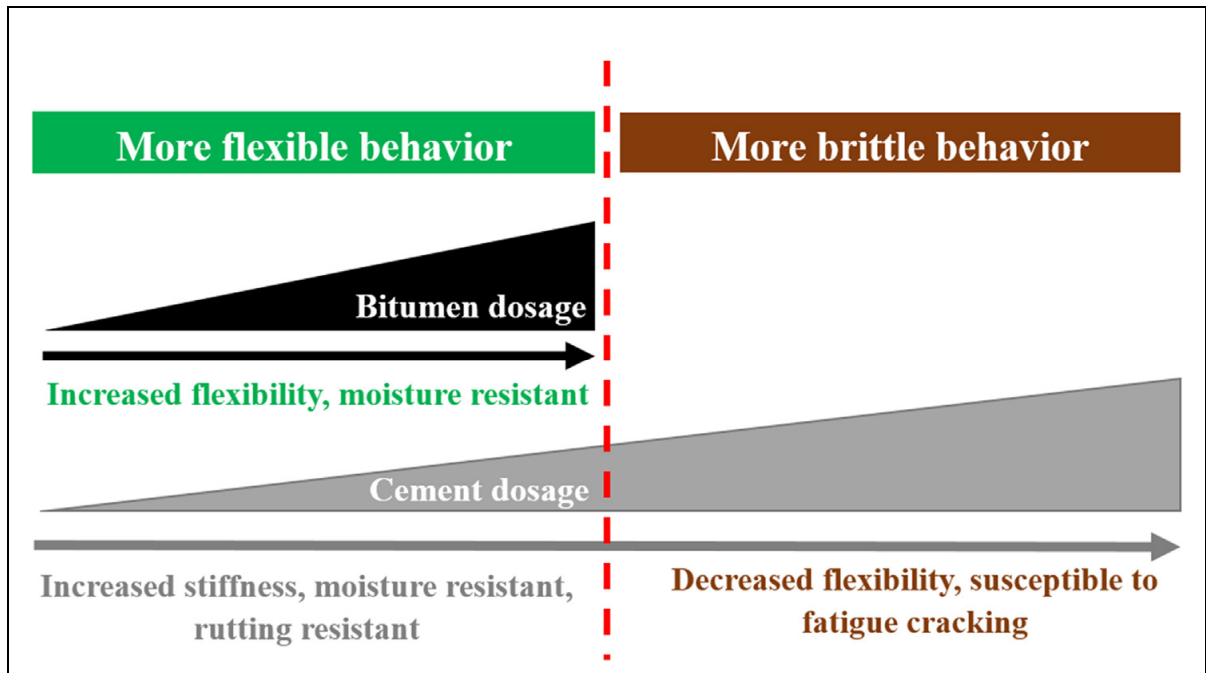 More flexible behavior
More brittle behavior
Bitumen dosage
Increased flexibility, moisture resistant
Cement dosage
Increased stiffness, moisture resistant,
rutting resistant
Decreased flexibility, susceptible to
fatigue cracking